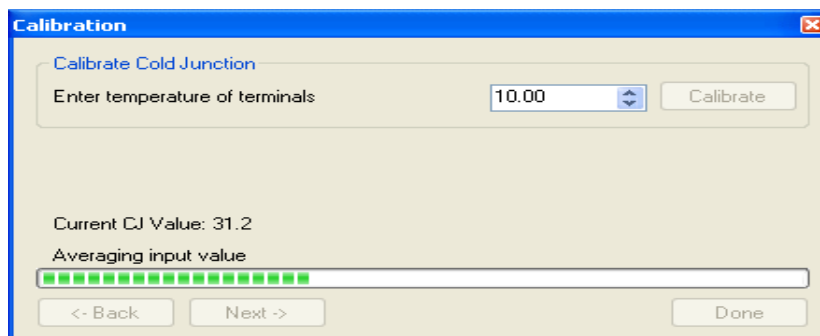 Calibration
Calibrate Cold Junction
Enter temperature of terminals 10.00 Calibrate
Current CJ Value: 31.2
Averaging input value
<- Back Next -> Done